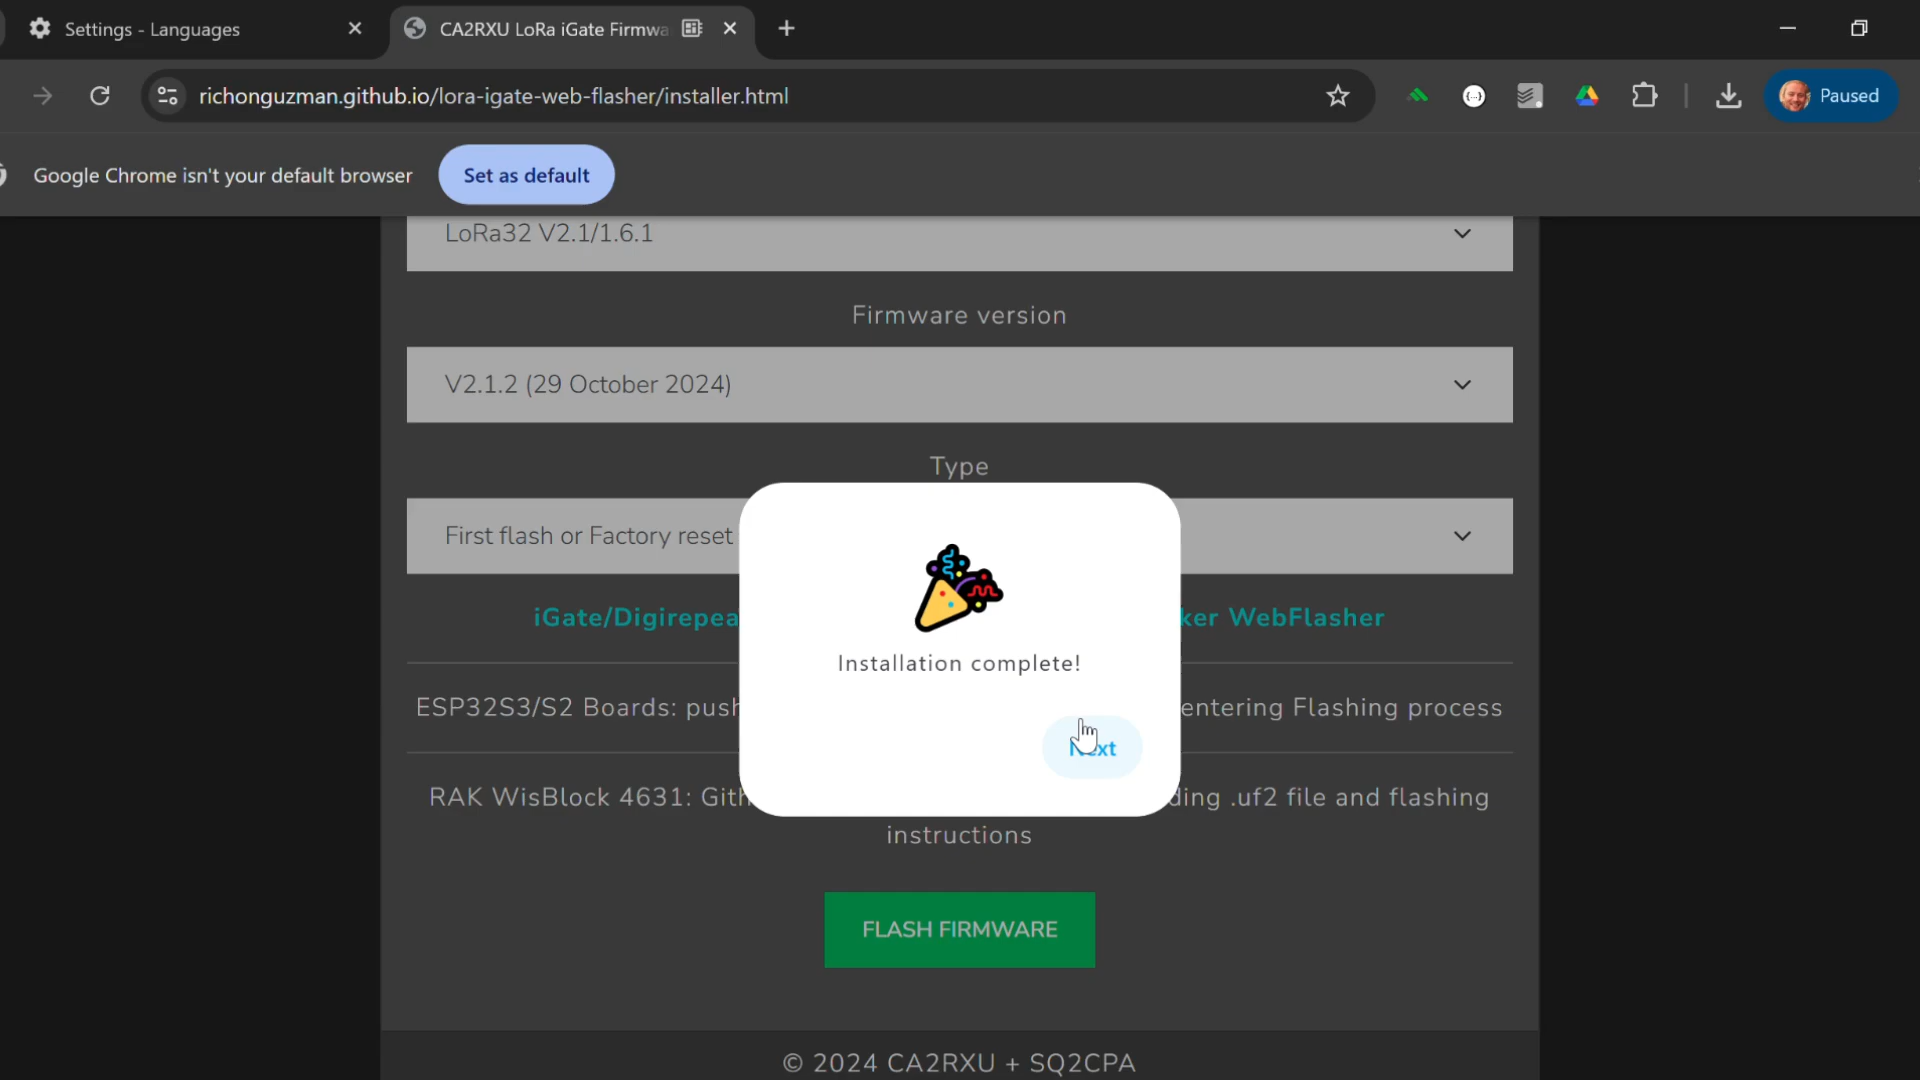 Settings - Languages
CA2RXU LoRa iGate Firmwa
richonguzman.github.io/lora-igate-web-flasher/installer.html
Paused
Google Chrome isn't your default browser
Set as default
LoRa32 V2.1/1.6.1
Firmware version
V2.1.2 (29 October 2024)
Type
First flash or Factory reset
iGate/Digirepea ker WebFlasher
Installation complete!
ESP32S3/S2 Boards: push entering Flashing process
Next
RAK WisBlock 4631: Gith ding .uf2 file and flashing
instructions
FLASH FIRMWARE
© 2024 CA2RXU + SQ2CPA